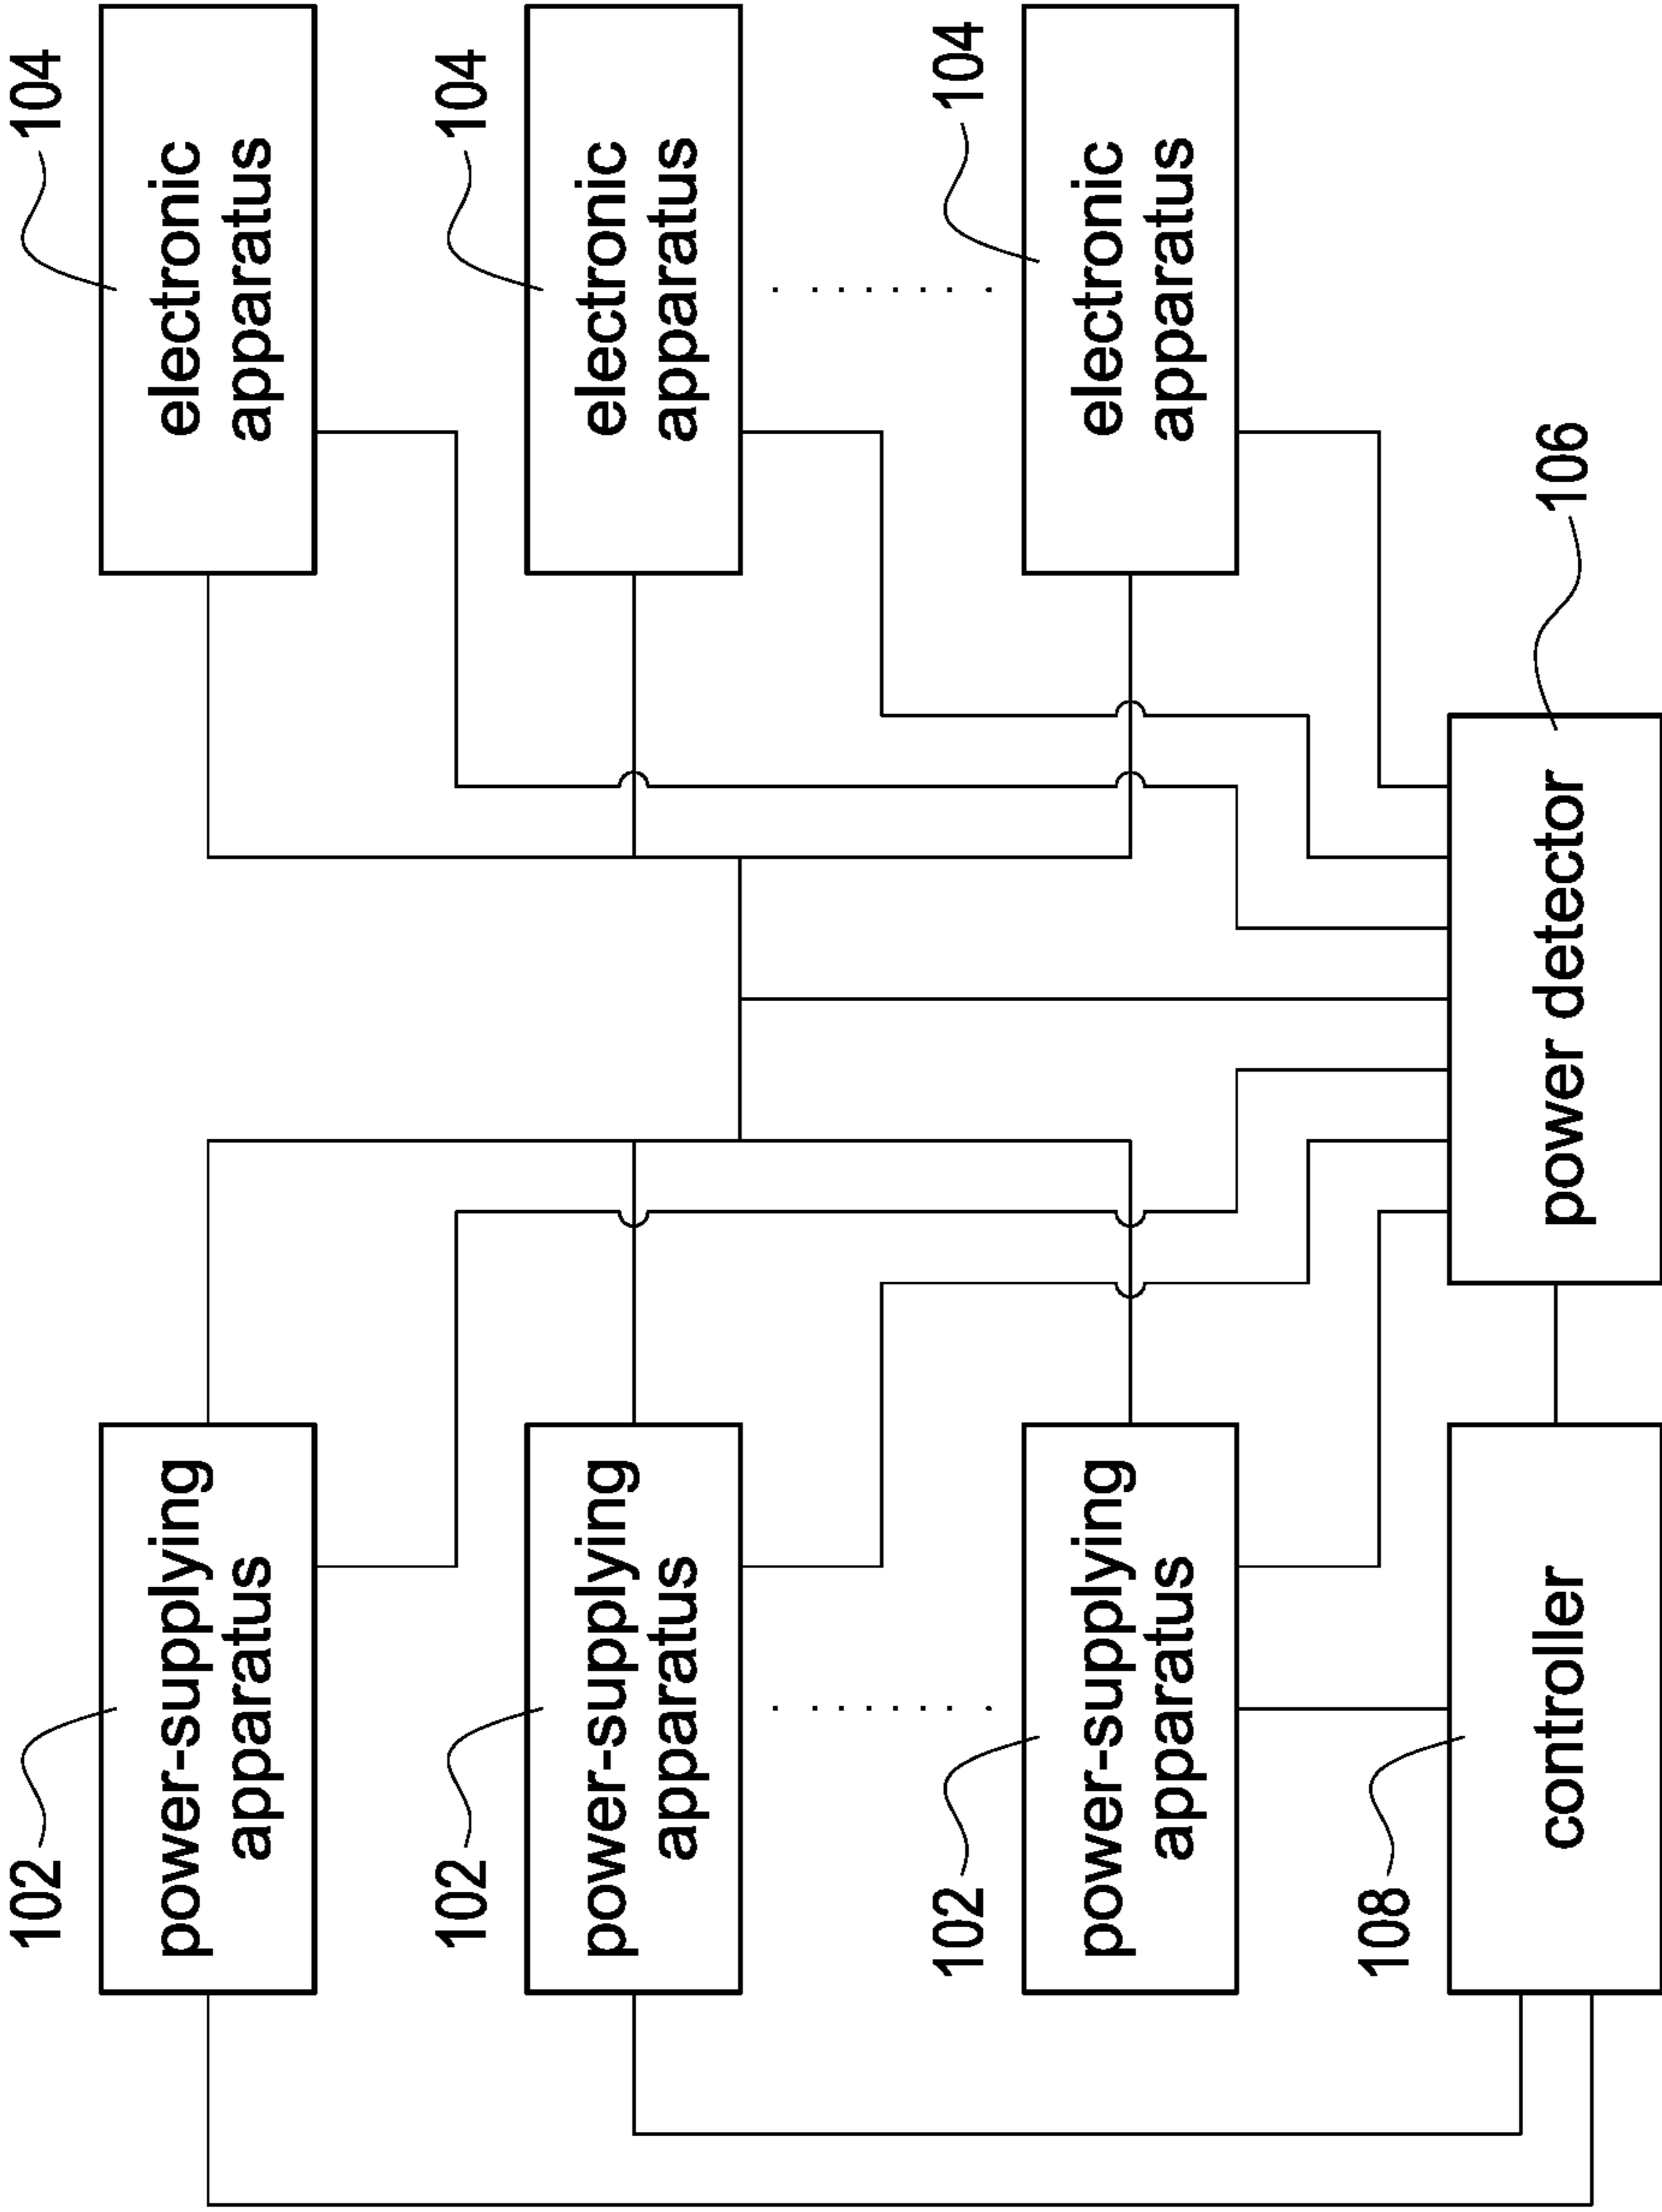 102
power-supplying
apparatus
104
electronic
apparatus
102
power-supplying
apparatus
104
electronic
apparatus
. . . . . . .
. . . . . . .
102
power-supplying
apparatus
104
electronic
apparatus
108
controller
power detector
106